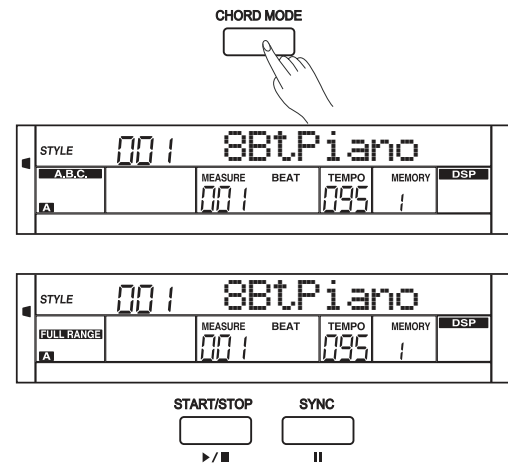 CHORD MODE
STYLE 001 8BtPiano
A.B.C. MEASURE BEAT TEMPO MEMORY DSP
A 001 095 1
STYLE 001 8BtPiano
FULL RANGE MEASURE BEAT TEMPO MEMORY DSP
A 001 095 1
START/STOP SYNC